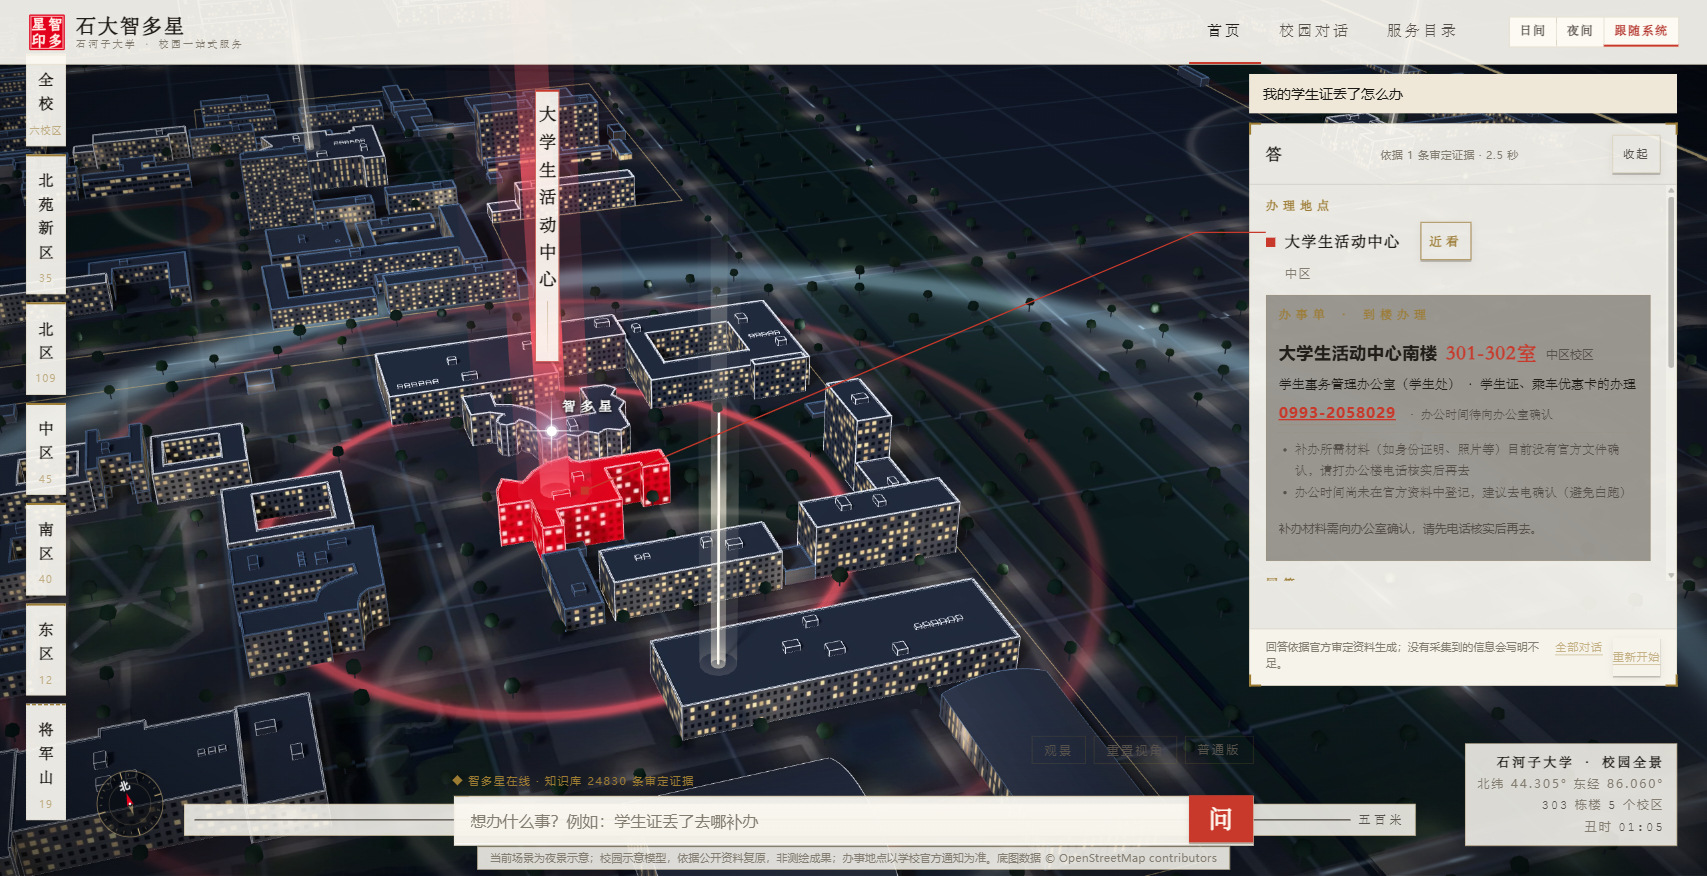 智多
星印
石大智多星
石河子大学 · 校园一站式服务
首页
校园对话
服务目录
日间
夜间
跟随系统
全校
六校区
北苑新区
35
北区
109
中区
45
南区
40
东区
12
将军山
19
大学生活动中心
智多星
北
我的学生证丢了怎么办
答
依据 1 条审定证据 · 2.5 秒
收起
办理地点
大学生活动中心
近看
中区
办事单 · 到楼办理
大学生活动中心南楼 301-302室 中区校区
学生事务管理办公室（学生处） · 学生证、乘车优惠卡的办理
0993-2058029 · 办公时间待向办公室确认
• 补办所需材料（如身份证明、照片等）目前没有官方文件确
认，请打办公楼电话核实后再去
• 办公时间尚未在官方资料中登记，建议去电确认（避免白跑）
补办材料需向办公室确认，请先电话核实后再去。
回答依据官方审定资料生成；没有采集到的信息会写明不
足。
全部对话
重新开始
观景
重置视角
普通版
石河子大学 · 校园全景
北纬 44.305° 东经 86.060°
303 栋楼 5 个校区
丑时 01:05
智多星在线 · 知识库 24830 条审定证据
想办什么事？例如：学生证丢了去哪补办
问
五百米
当前场景为夜景示意；校园示意模型，依据公开资料复原，非测绘成果；办事地点以学校官方通知为准。底图数据 © OpenStreetMap contributors